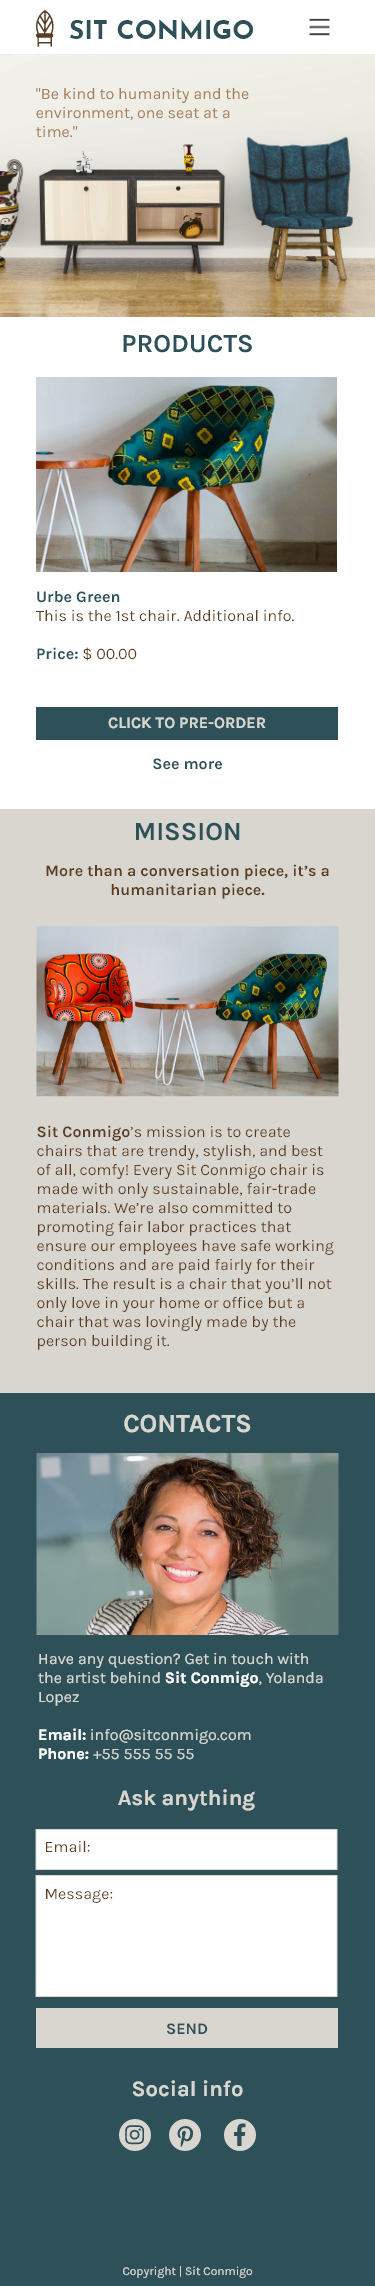 SIT CONMIGO
"Be kind to humanity and the
environment, one seat at a
time."
PRODUCTS
Urbe Green
This is the 1st chair. Additional info.
Price: $ 00.00
CLICK TO PRE-ORDER
See more
MISSION
More than a conversation piece, it’s a
humanitarian piece.
Sit Conmigo’s mission is to create
chairs that are trendy, stylish, and best
of all, comfy! Every Sit Conmigo chair is
made with only sustainable, fair-trade
materials. We’re also committed to
promoting fair labor practices that
ensure our employees have safe working
conditions and are paid fairly for their
skills. The result is a chair that you’ll not
only love in your home or office but a
chair that was lovingly made by the
person building it.
CONTACTS
Have any question? Get in touch with
the artist behind Sit Conmigo, Yolanda
Lopez
Email: info@sitconmigo.com
Phone: +55 555 55 55
Ask anything
Email:
Message:
SEND
Social info
Copyright | Sit Conmigo